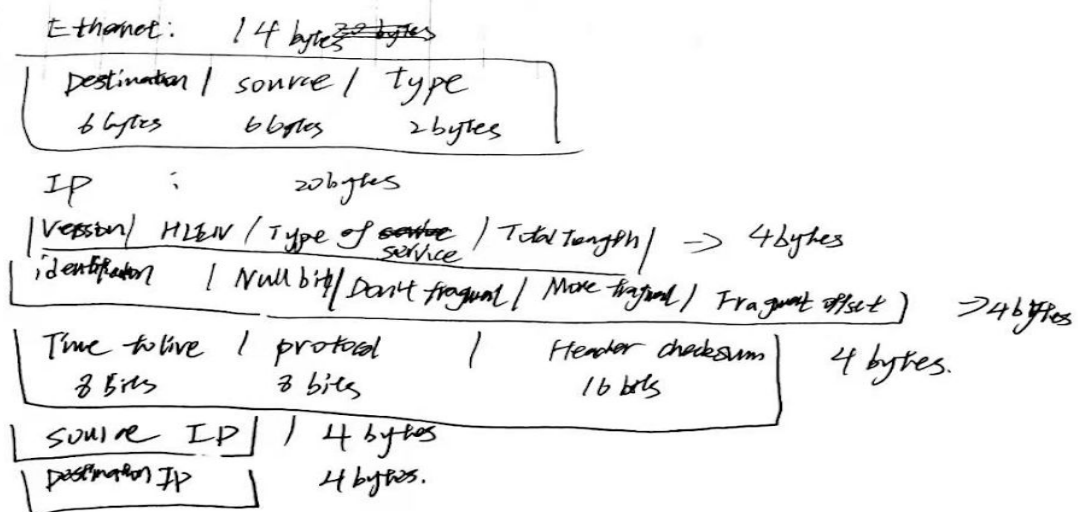 Ethernet: 14 bytes 20 bytes
Destination / source / Type
6 bytes 6 bytes 2 bytes
IP : 20 bytes
| Version / HLEN / Type of service service / Total length | -> 4 bytes
identification / Null bit / Don't fragment / More fragment / Fragment offset -> 4 bytes
Time to live / protocol / Header checksum 4 bytes.
8 bits 8 bits 16 bits
source IP / 4 bytes
Destination IP 4 bytes.